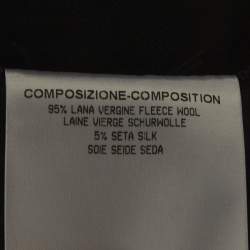 COMPOSIZIONE-COMPOSITION
95% LANA VERGINE FLEECE WOOL
LAINE VIERGE SCHURWOLLE
5% SETA SILK
SOIE SEIDE SEDA